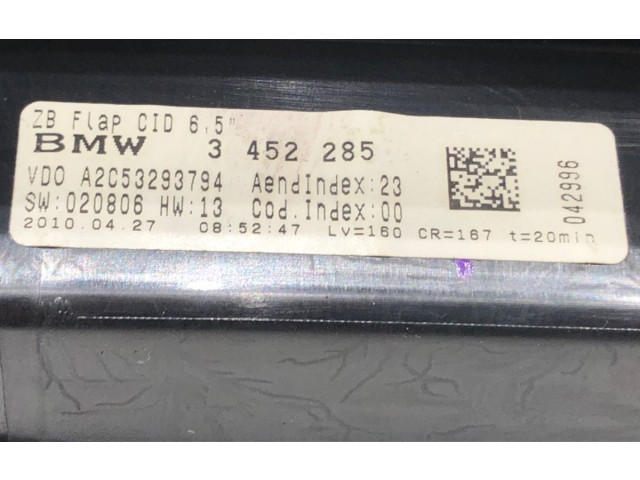 ZB Flap CID 6,5"
BMW 3 452 285
VDO A2C53293794 AendIndex:23
SW:020806 HW:13 Cod.Index:00
2010.04.27 08:52:47 Lv=160 CR=167 t=20min
042996